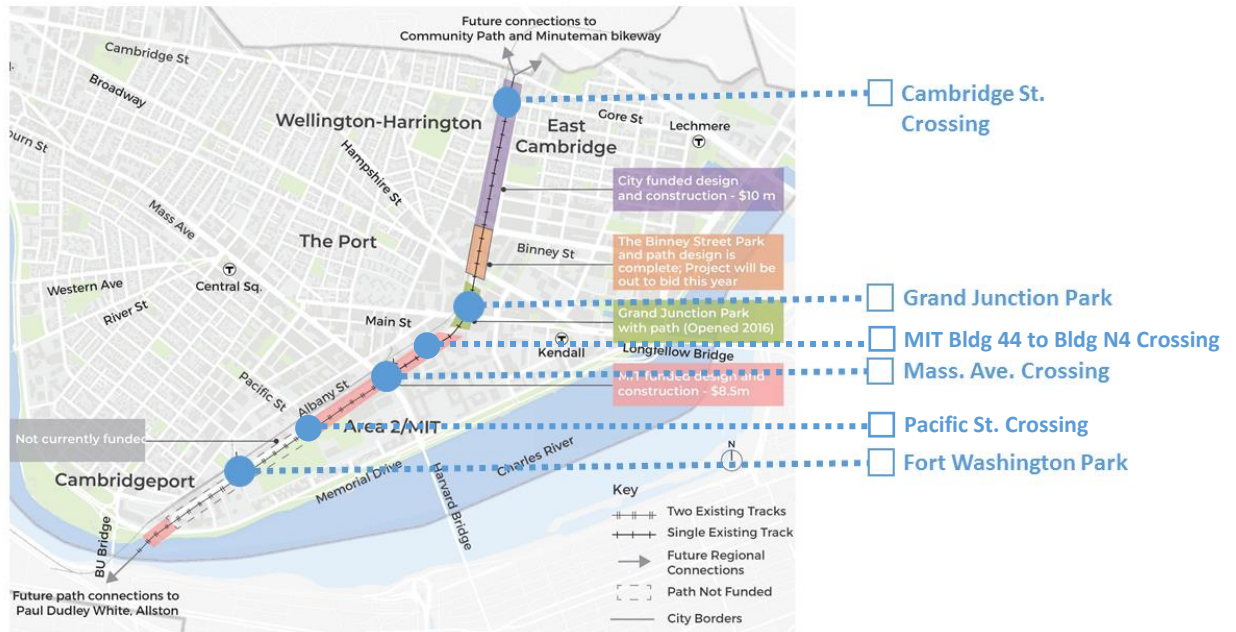 Future connections to
Community Path and Minuteman bikeway
Cambridge St
Broadway
Wellington-Harrington
East
Cambridge
Gore St
Lechmere
T
Hampshire St
Mass Ave
City funded design
and construction - $10 m
The Port
Binney St
The Binney Street Park
and path design is
complete; Project will be
out to bid this year
Western Ave
T
Central Sq.
River St
Main St
Grand Junction Park
with path (Opened 2016)
T
Kendall
Longfellow Bridge
Pacific St
Albany St
MIT funded design and
construction - $8.5m
Area 2/MIT
Not currently funded
Cambridgeport
Memorial Drive
Harvard Bridge
Charles River
N
BU Bridge
Future path connections to
Paul Dudley White, Allston
Key
Two Existing Tracks
Single Existing Track
Future Regional
Connections
Path Not Funded
City Borders
Cambridge St.
Crossing
Grand Junction Park
MIT Bldg 44 to Bldg N4 Crossing
Mass. Ave. Crossing
Pacific St. Crossing
Fort Washington Park